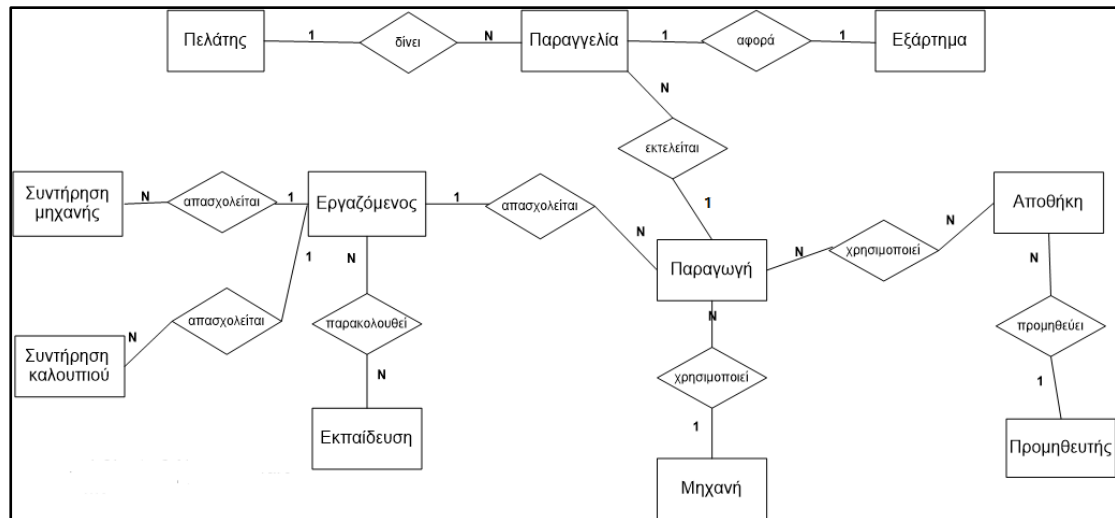 Πελάτης
1
δίνει
N
Παραγγελία
1
αφορά
1
Εξάρτημα
N
εκτελείται
1
Συντήρηση
μηχανής
N
απασχολείται
1
Εργαζόμενος
1
απασχολείται
N
Παραγωγή
N
χρησιμοποιεί
N
Αποθήκη
1
απασχολείται
N
Συντήρηση
καλουπιού
N
παρακολουθεί
N
Εκπαίδευση
N
χρησιμοποιεί
1
Μηχανή
N
προμηθεύει
1
Προμηθευτής